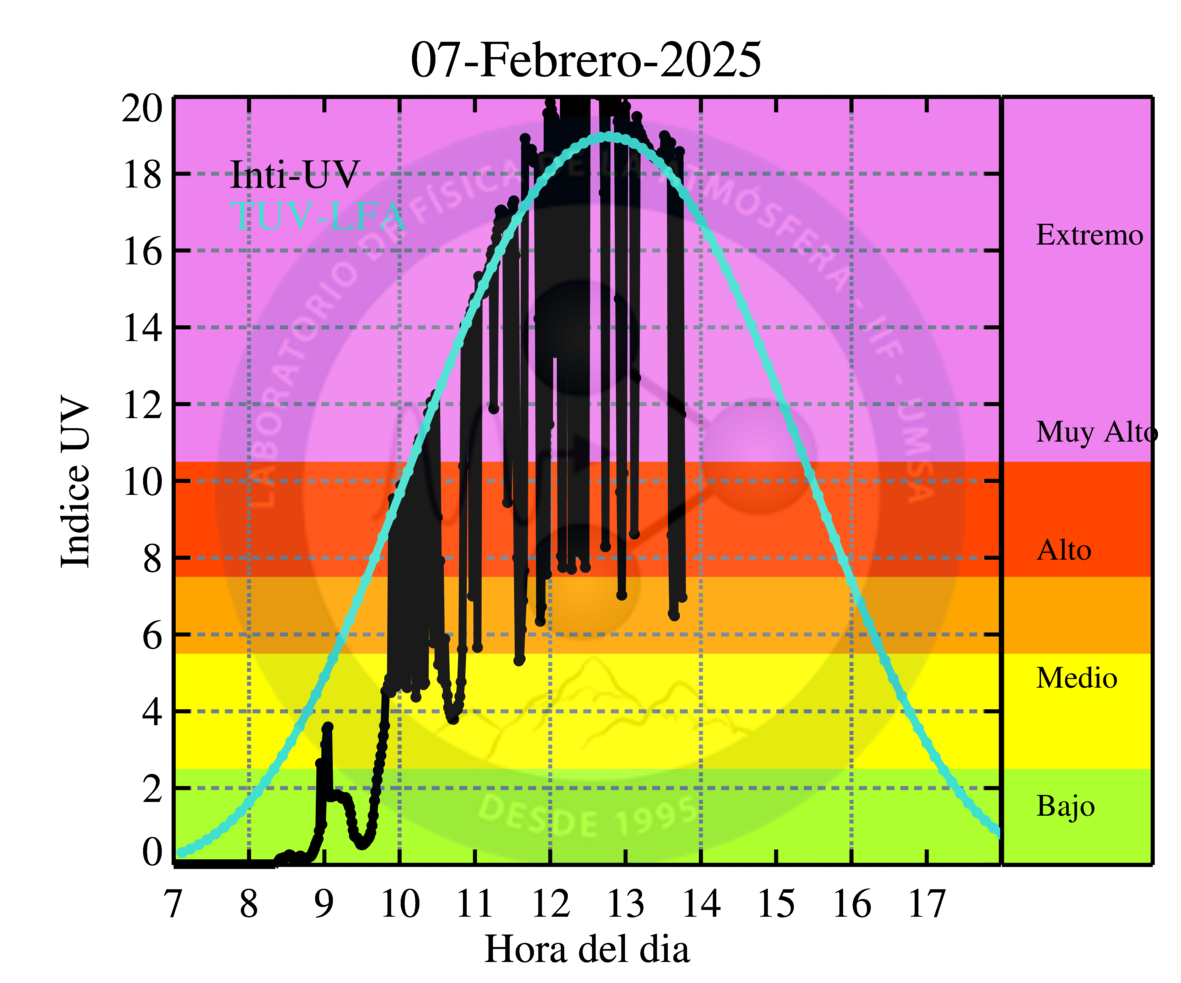 07-Febrero-2025
Inti-UV
TUV-LFA
LABORATORIO DE FÍSICA DE LA ATMÓSFERA - IIF - UMSA
DESDE 1995
Indice UV
20
18
16
14
12
10
8
6
4
2
0
Extremo
Muy Alto
Alto
Medio
Bajo
7 8 9 10 11 12 13 14 15 16 17
Hora del dia